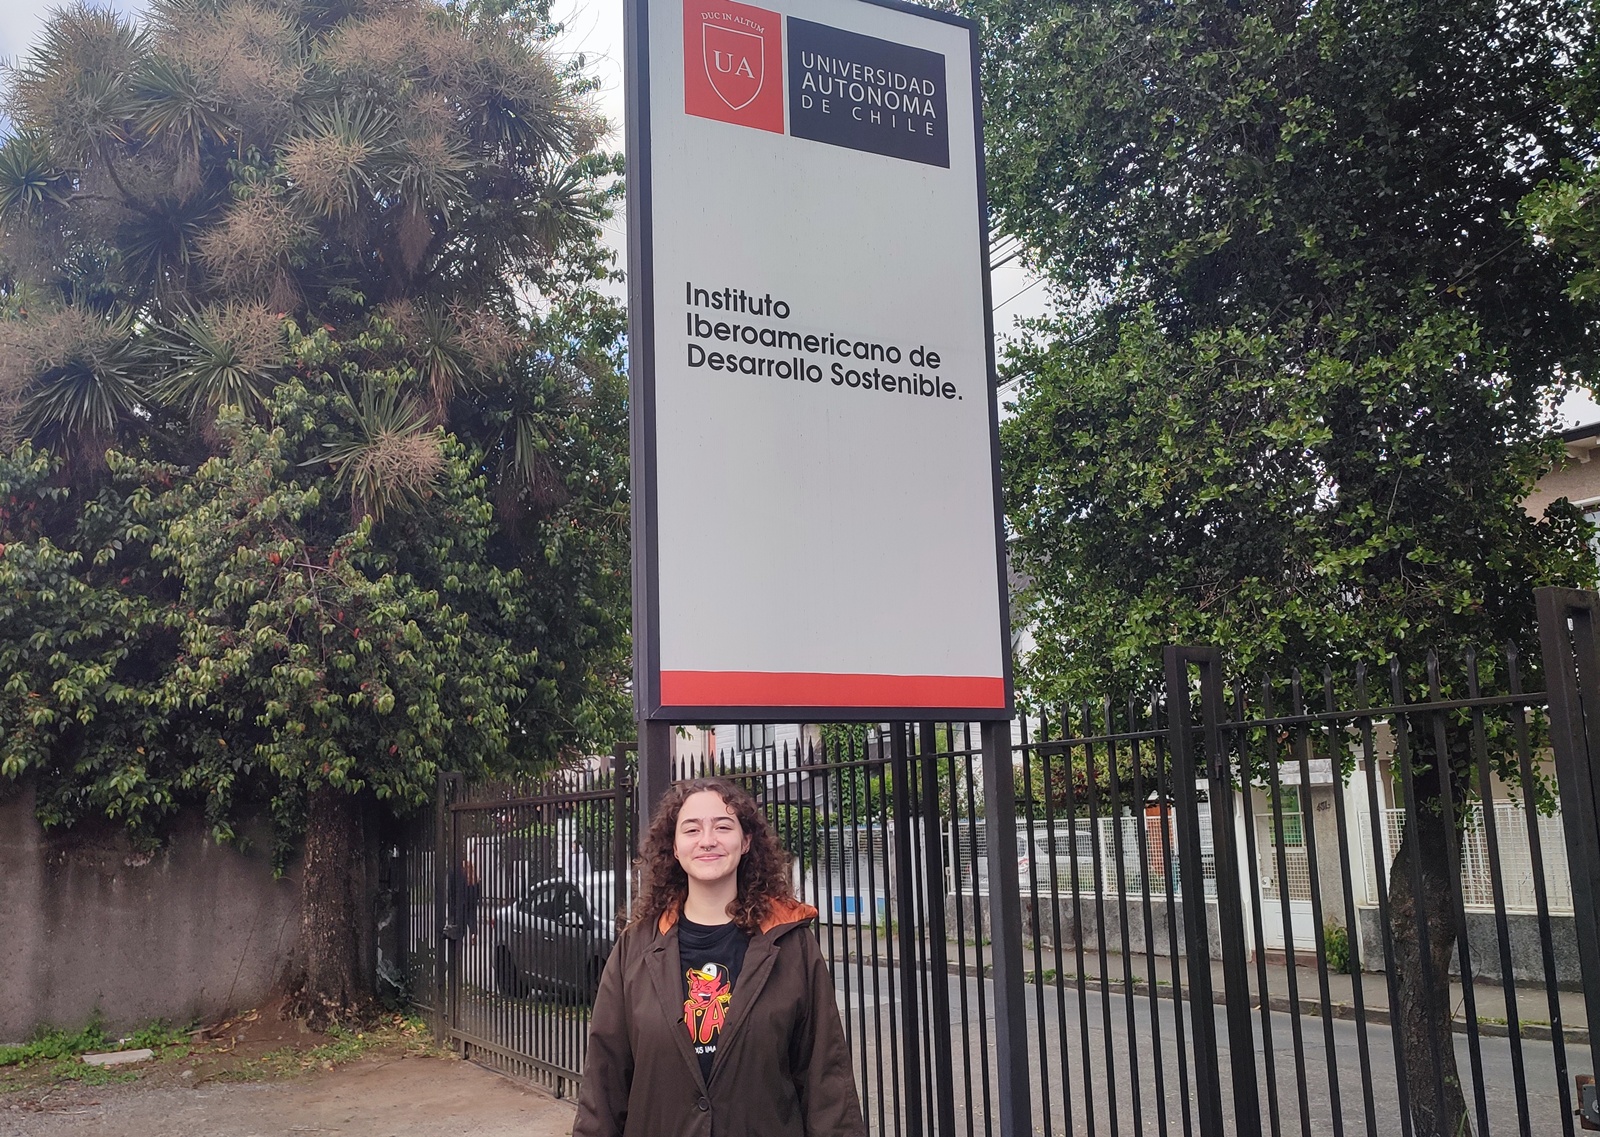 DUC IN ALTUM
UA
UNIVERSIDAD
AUTONOMA
DE CHILE
Instituto
Iberoamericano de
Desarrollo Sostenible.